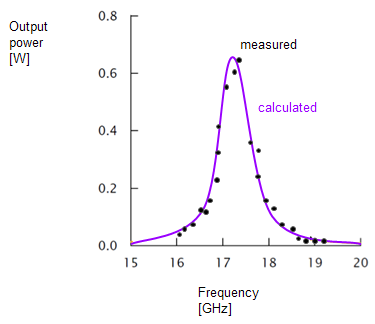 Output
power
[W]
0.8
measured
0.6
calculated
0.4
0.2
0.0
15 16 17 18 19 20
Frequency
[GHz]